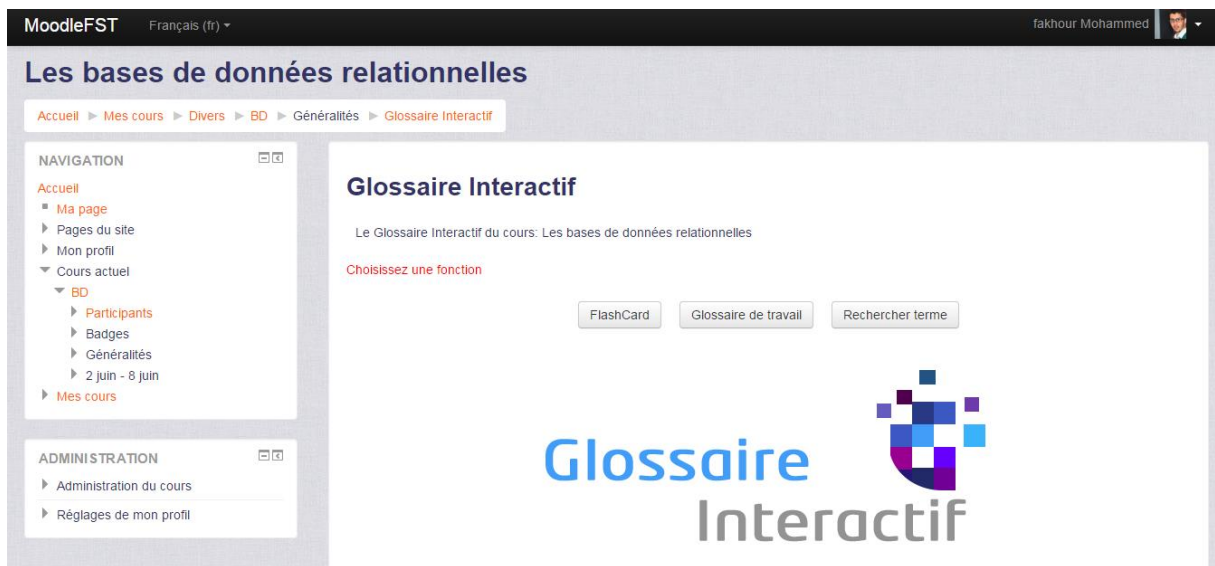 MoodleFST Français (fr) fakhour Mohammed
Les bases de données relationnelles
Accueil Mes cours Divers BD Généralités Glossaire Interactif
NAVIGATION
Accueil
Ma page
Pages du site
Mon profil
Cours actuel
BD
Participants
Badges
Généralités
2 juin - 8 juin
Mes cours
ADMINISTRATION
Administration du cours
Réglages de mon profil
Glossaire Interactif
Le Glossaire Interactif du cours: Les bases de données relationnelles
Choisissez une fonction
FlashCard Glossaire de travail Rechercher terme
Glossaire
Interactif